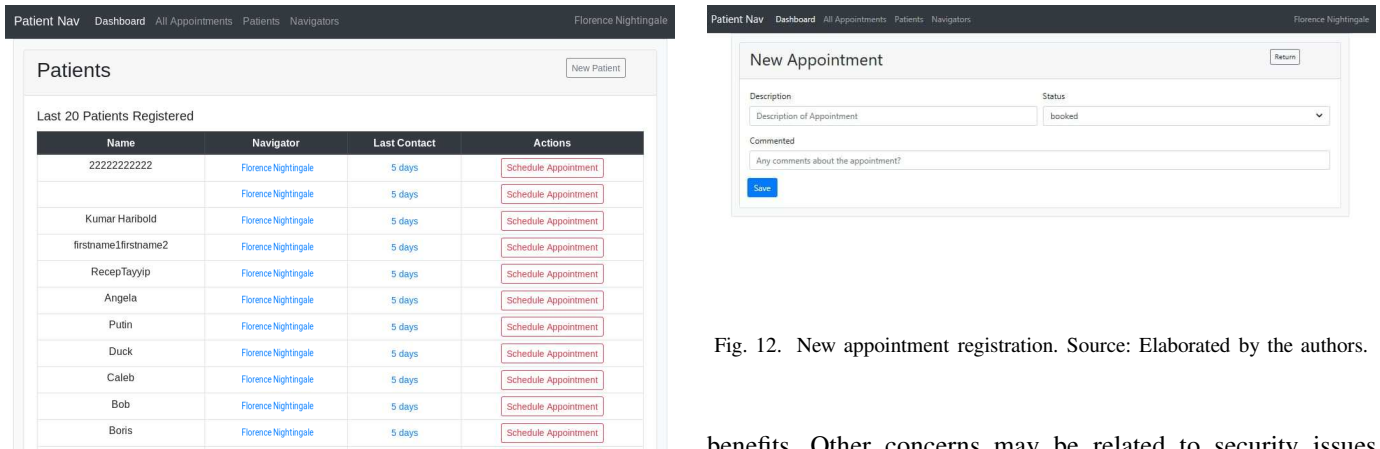 Patient Nav Dashboard All Appointments Patients Navigators Florence Nightingale
Patients New Patient
Last 20 Patients Registered
Name Navigator Last Contact Actions
22222222222 Florence Nightingale 5 days Schedule Appointment
Florence Nightingale 5 days Schedule Appointment
Kumar Haribold Florence Nightingale 5 days Schedule Appointment
firstname1firstname2 Florence Nightingale 5 days Schedule Appointment
RecepTayyip Florence Nightingale 5 days Schedule Appointment
Angela Florence Nightingale 5 days Schedule Appointment
Putin Florence Nightingale 5 days Schedule Appointment
Duck Florence Nightingale 5 days Schedule Appointment
Caleb Florence Nightingale 5 days Schedule Appointment
Bob Florence Nightingale 5 days Schedule Appointment
Boris Florence Nightingale 5 days Schedule Appointment
Patient Nav Dashboard All Appointments Patients Navigators Florence Nightingale
New Appointment Return
Description Status
Description of Appointment booked
Commented
Any comments about the appointment?
Save
Fig. 12. New appointment registration. Source: Elaborated by the authors.
benefits. Other concerns may be related to security issues